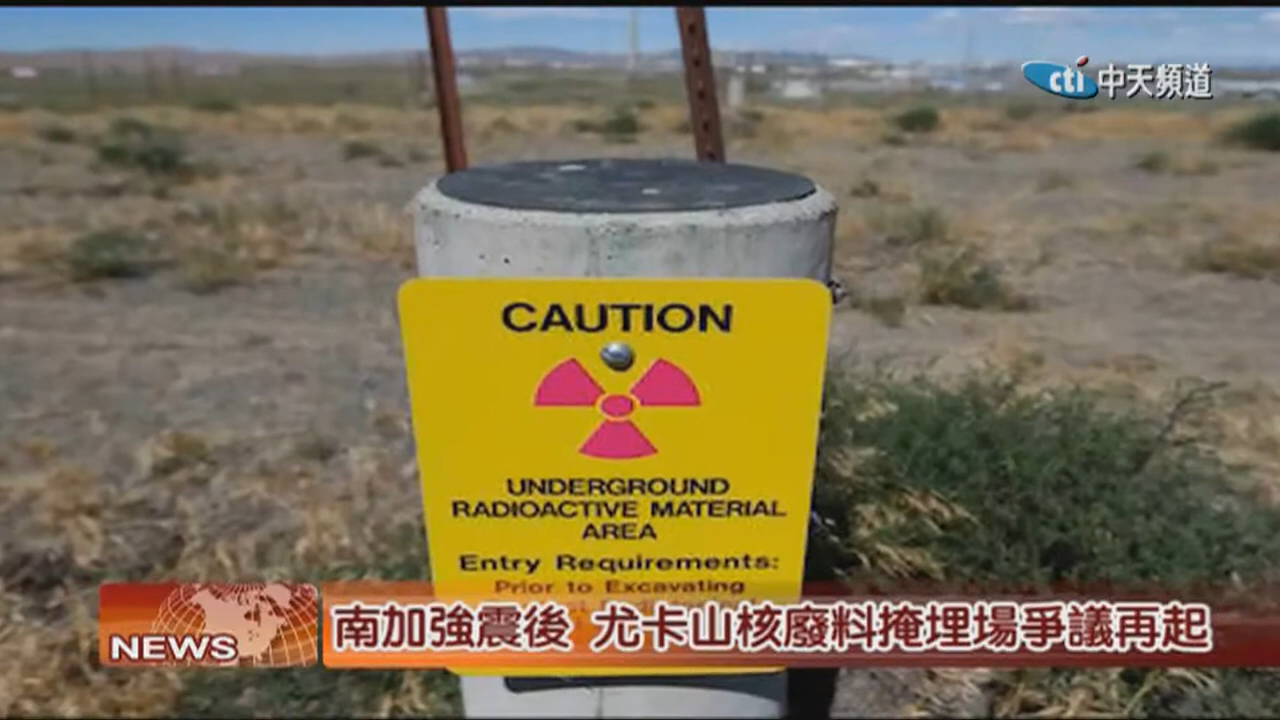 cti中天頻道
CAUTION
UNDERGROUND
RADIOACTIVE MATERIAL
AREA
Entry Requirements:
Prior to Excavating
NEWS
南加強震後 尤卡山核廢料掩埋場爭議再起